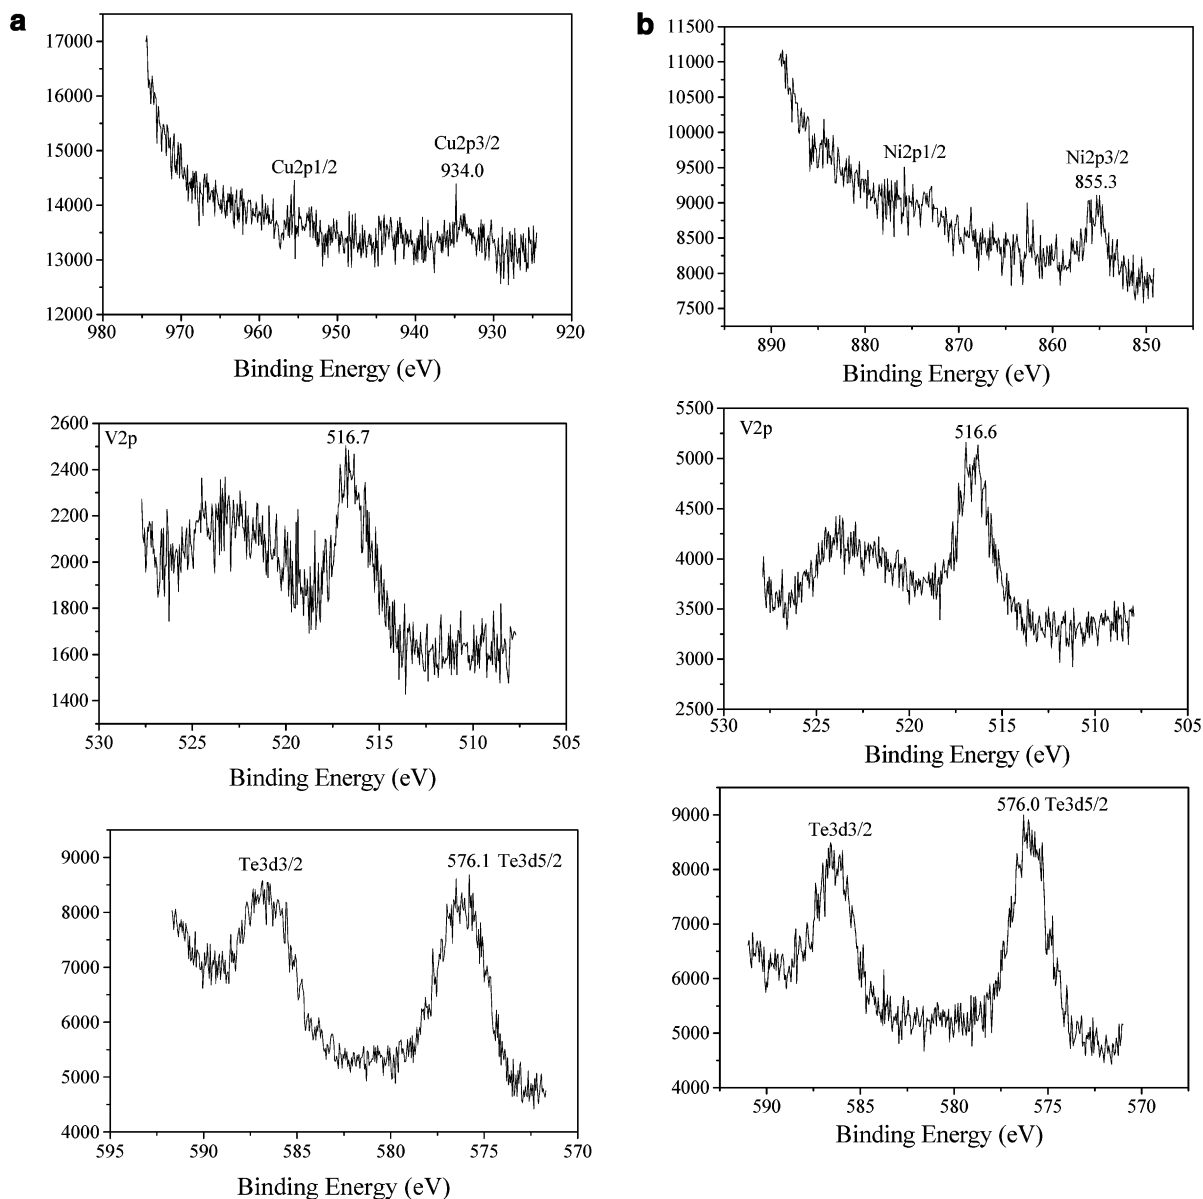 a
17000
16000
15000
14000
13000
12000
Cu2p1/2
Cu2p3/2
934.0
980 970 960 950 940 930 920
Binding Energy (eV)
b
11500
11000
10500
10000
9500
9000
8500
8000
7500
Ni2p1/2
Ni2p3/2
855.3
890 880 870 860 850
Binding Energy (eV)
2600
2400
2200
2000
1800
1600
1400
V2p
516.7
530 525 520 515 510 505
Binding Energy (eV)
5500
5000
4500
4000
3500
3000
2500
V2p
516.6
530 525 520 515 510 505
Binding Energy (eV)
9000
8000
7000
6000
5000
4000
Te3d3/2
576.1 Te3d5/2
595 590 585 580 575 570
Binding Energy (eV)
9000
8000
7000
6000
5000
4000
Te3d3/2
576.0 Te3d5/2
590 585 580 575 570
Binding Energy (eV)